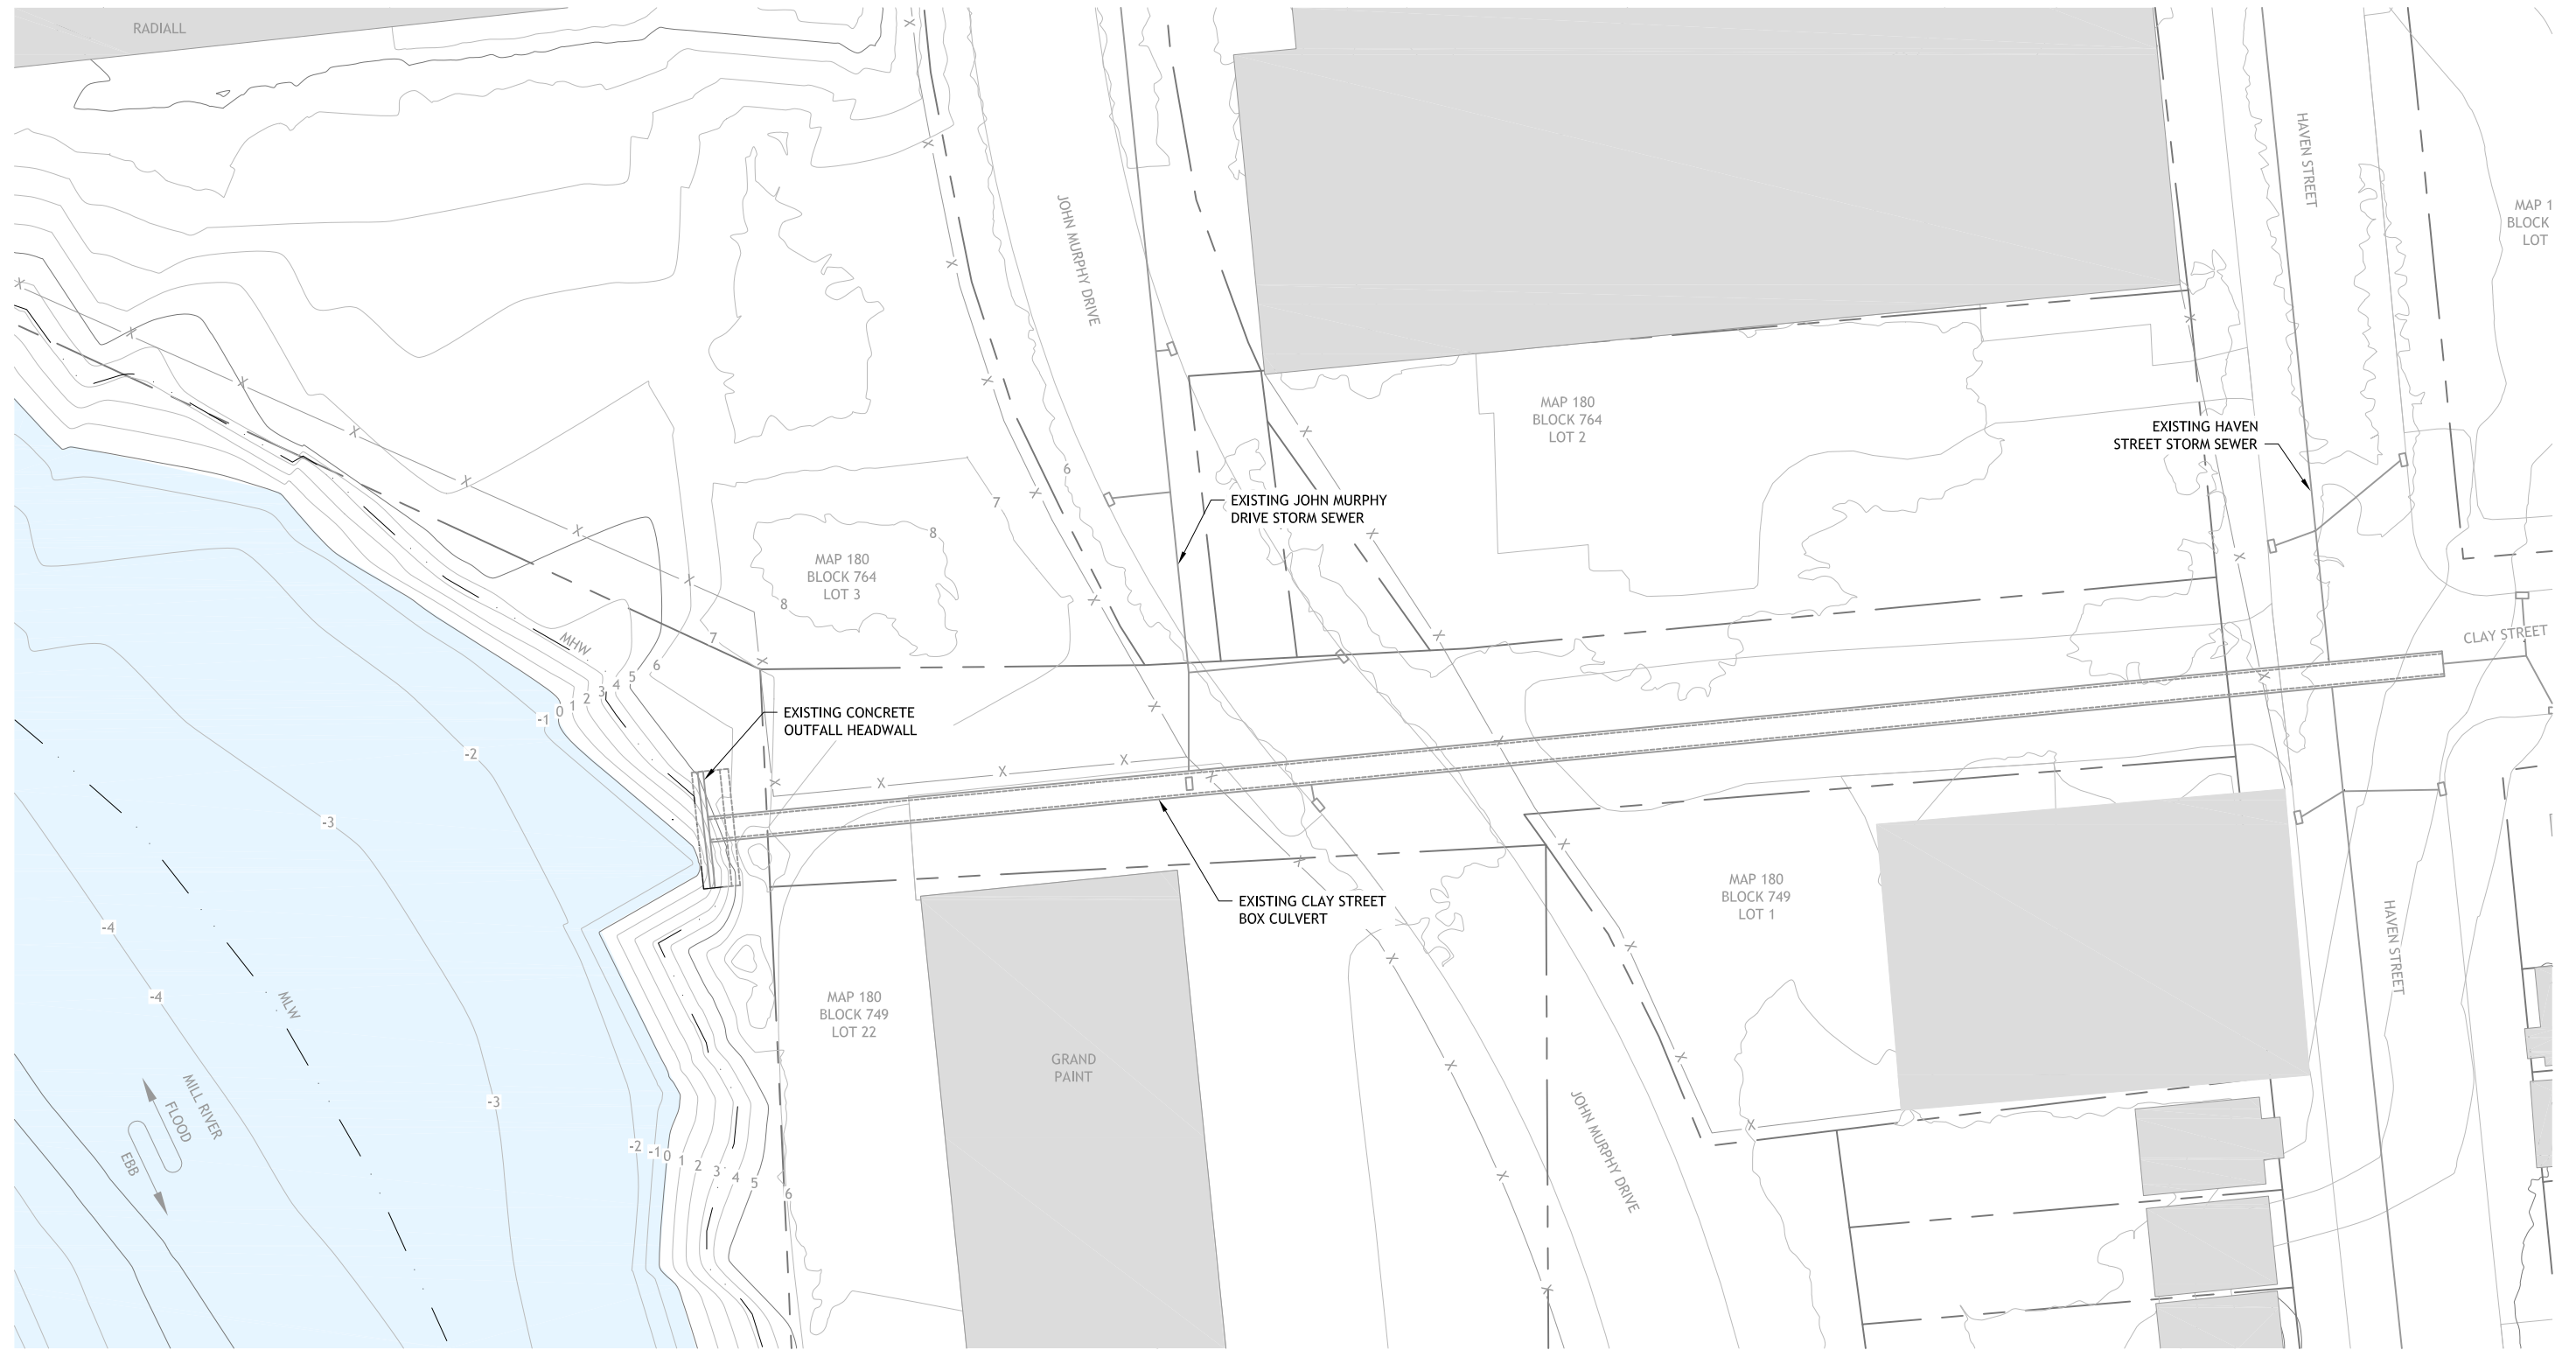 RADIALL
HAVEN STREET
MAP 1
BLOCK
LOT
JOHN MURPHY DRIVE
MAP 180
BLOCK 764
LOT 2
EXISTING HAVEN
STREET STORM SEWER
6
7
EXISTING JOHN MURPHY
DRIVE STORM SEWER
8
MAP 180
BLOCK 764
LOT 3
8
7
MHW
6
5
4
3
2
1
0
-1
CLAY STREET
EXISTING CONCRETE
OUTFALL HEADWALL
-2
-3
-4
EXISTING CLAY STREET
BOX CULVERT
MAP 180
BLOCK 749
LOT 1
HAVEN STREET
-4
MLW
MAP 180
BLOCK 749
LOT 22
GRAND
PAINT
-3
MILL RIVER
FLOOD
EBB
-2
-1
0
1
2
3
4
5
6
JOHN MURPHY DRIVE